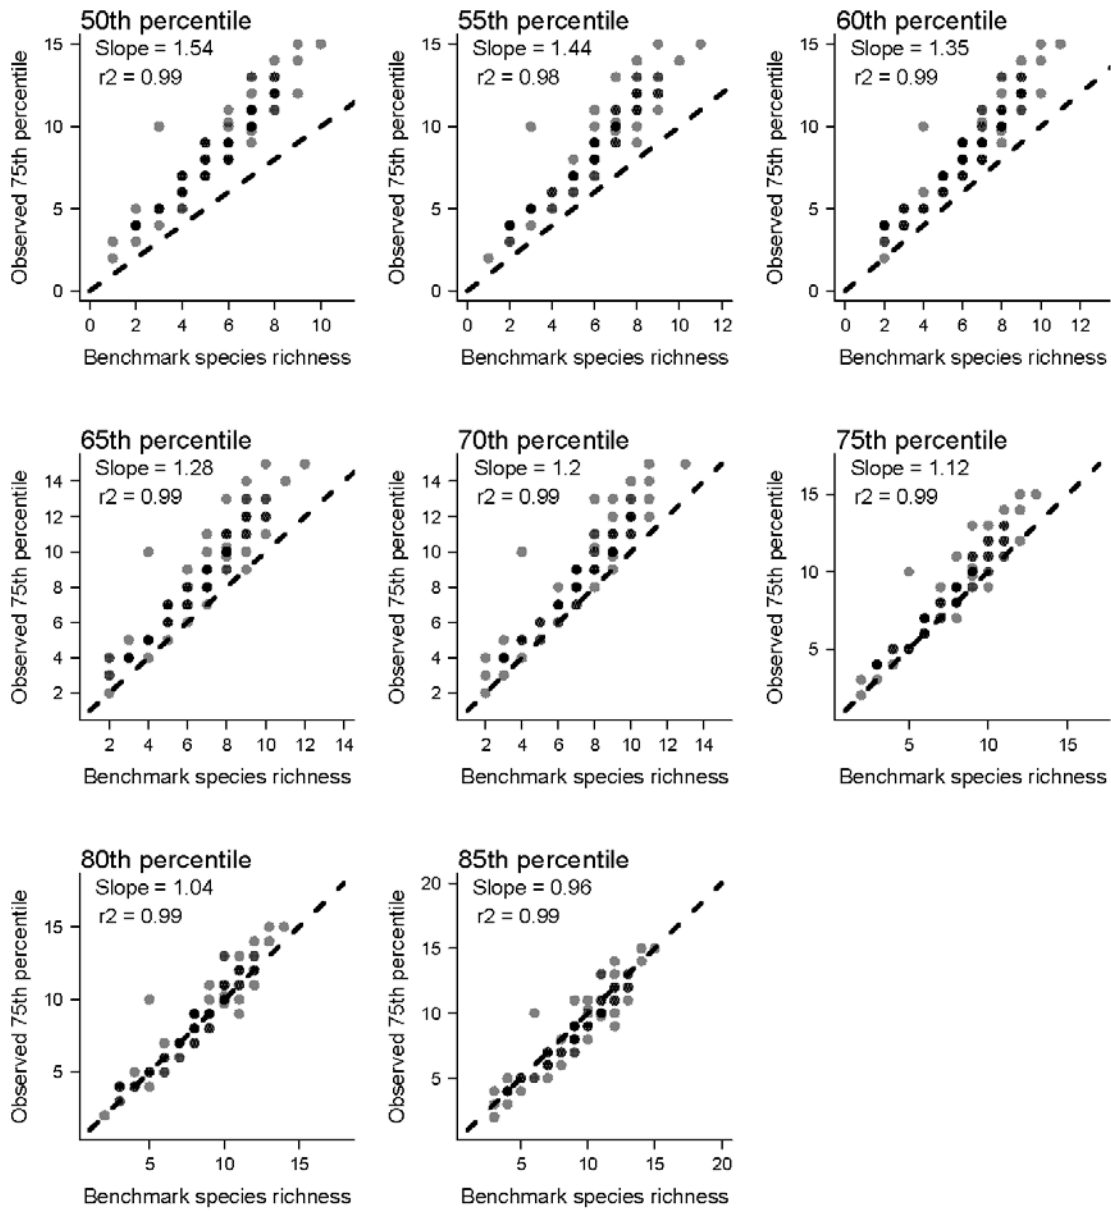 50th percentile
Slope = 1.54
r2 = 0.99
15
10
5
0
Observed 75th percentile
0 2 4 6 8 10
Benchmark species richness
55th percentile
Slope = 1.44
r2 = 0.98
15
10
5
0
Observed 75th percentile
0 2 4 6 8 10 12
Benchmark species richness
60th percentile
Slope = 1.35
r2 = 0.99
15
10
5
0
Observed 75th percentile
0 2 4 6 8 10 12
Benchmark species richness
65th percentile
Slope = 1.28
r2 = 0.99
14
12
10
8
6
4
2
Observed 75th percentile
2 4 6 8 10 12 14
Benchmark species richness
70th percentile
Slope = 1.2
r2 = 0.99
14
12
10
8
6
4
2
Observed 75th percentile
2 4 6 8 10 12 14
Benchmark species richness
75th percentile
Slope = 1.12
r2 = 0.99
15
10
5
Observed 75th percentile
5 10 15
Benchmark species richness
80th percentile
Slope = 1.04
r2 = 0.99
15
10
5
Observed 75th percentile
5 10 15
Benchmark species richness
85th percentile
Slope = 0.96
r2 = 0.99
20
15
10
5
Observed 75th percentile
5 10 15 20
Benchmark species richness